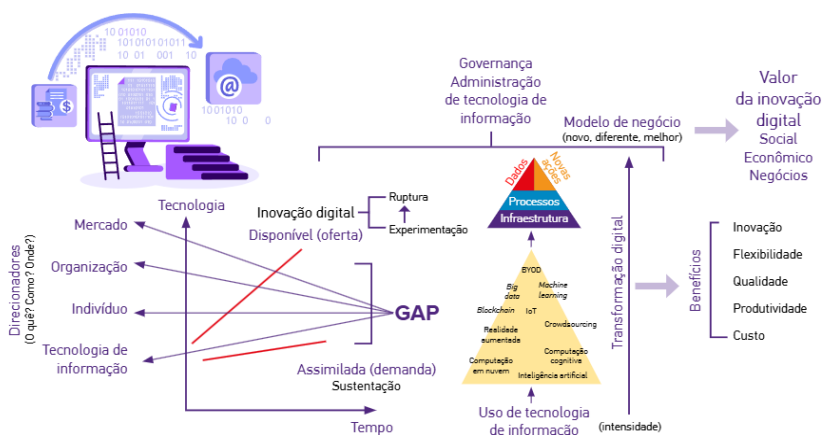 10 01010
10101010101011
10 01 001 10
$
@
1001010
10 0 0
Governança
Administração
de tecnologia de
informação
Modelo de negócio
(novo, diferente, melhor)
Valor
da inovação
digital
Social
Econômico
Negócios
Tecnologia
Inovação digital
Ruptura
Experimentação
Disponível (oferta)
Dados
Novas
ações
Processos
Infraestrutura
Direcionadores
(O quê? Como? Onde?)
Mercado
Organização
Indivíduo
Tecnologia de
informação
GAP
Assimilada (demanda)
Sustentação
Tempo
BYOD
Big
data
Machine
learning
Blockchain
IoT
Crowdsourcing
Realidade
aumentada
Computação
cognitiva
Computação
em nuvem
Inteligência artificial
Uso de tecnologia
de informação
Transformação digital
(intensidade)
Benefícios
Inovação
Flexibilidade
Qualidade
Produtividade
Custo